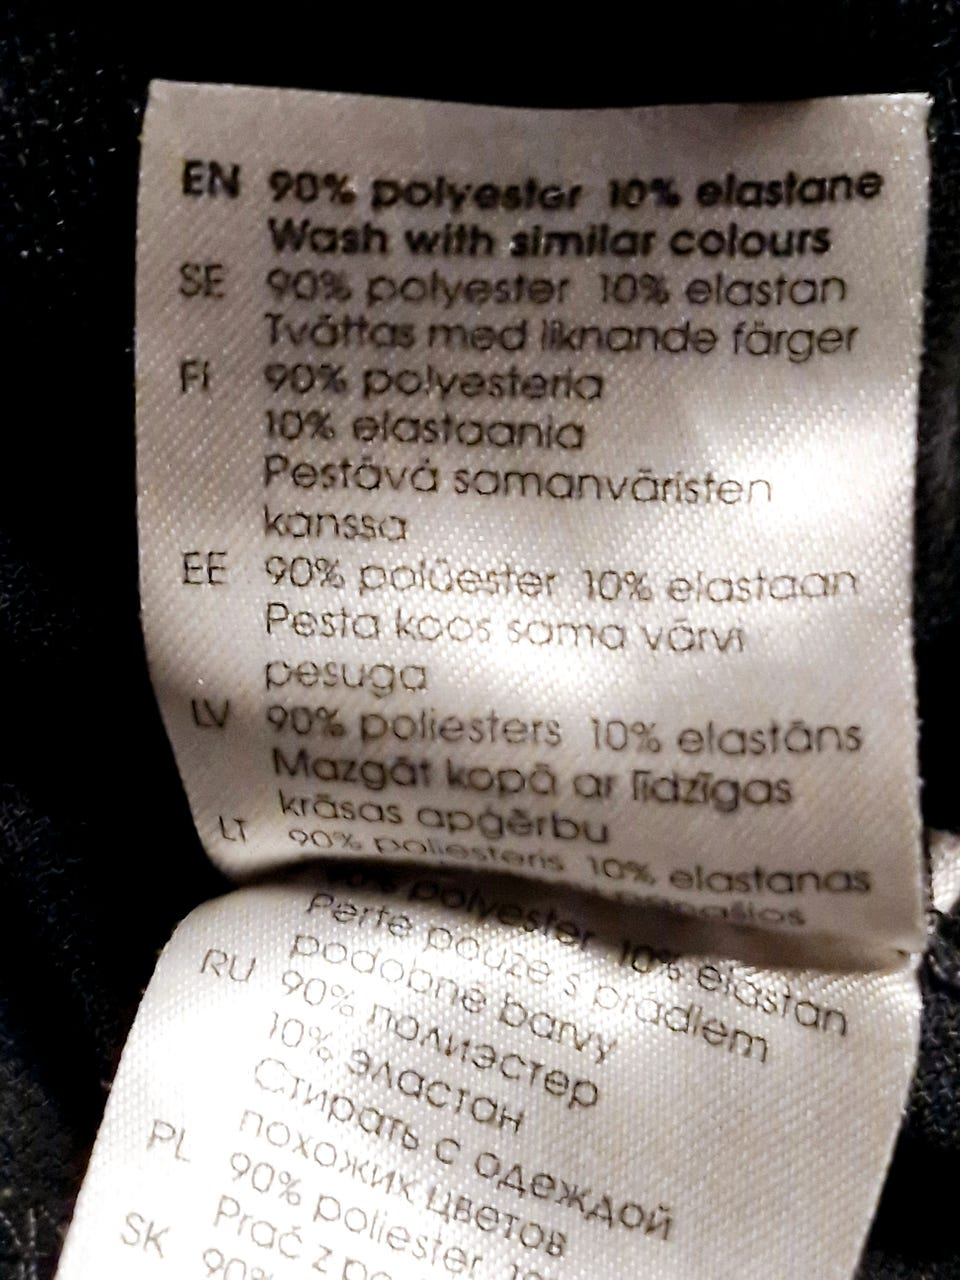 EN 90% polyester 10% elastane
Wash with similar colours
SE 90% polyester 10% elastan
Tvättas med liknande färger
FI 90% polyesteria
10% elastaania
Pestävä samanväristen
kanssa
EE 90% polüester 10% elastaan
Pesta koos sama värvi
pesuga
LV 90% poliesters 10% elastāns
Mazgāt kopā ar līdzīgas
krāsas apģērbu
LT 90% poliesteris 10% elastanas
90% polyester 10% elastan
Perte pouze s prádlem
podobné barvy
RU 90% полиэстер
10% эластан
Стирать с одеждой
похожих цветов
PL 90% poliester
Prać z
SK 90%